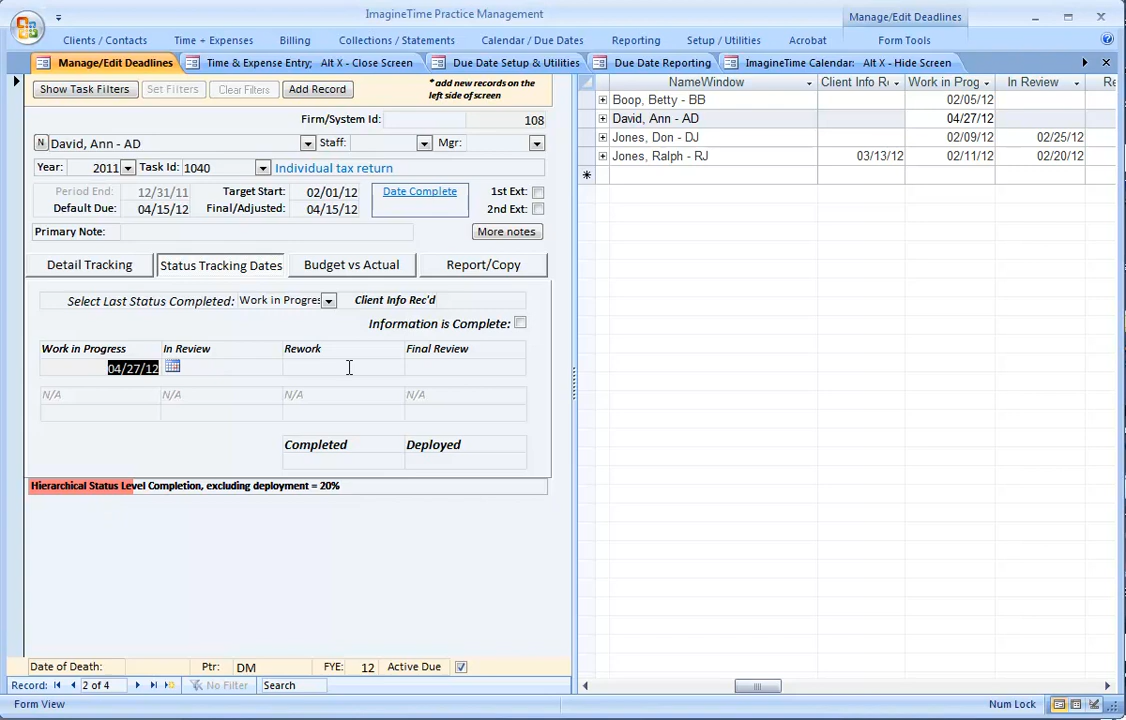 ImagineTime Practice Management
Manage/Edit Deadlines
Clients / Contacts
Time + Expenses
Billing
Collections / Statements
Calendar / Due Dates
Reporting
Setup / Utilities
Acrobat
Form Tools
Manage/Edit Deadlines
Time & Expense Entry; Alt X - Close Screen
Due Date Setup & Utilities
Due Date Reporting
ImagineTime Calendar: Alt X - Hide Screen
Show Task Filters
Set Filters
Clear Filters
Add Record
* add new records on the
left side of screen
Firm/System Id: 108
N David, Ann - AD Staff: Mgr:
Year: 2011 Task Id: 1040 Individual tax return
Period End: 12/31/11 Target Start: 02/01/12 Date Complete 1st Ext:
Default Due: 04/15/12 Final/Adjusted: 04/15/12 2nd Ext:
Primary Note: More notes
Detail Tracking Status Tracking Dates Budget vs Actual Report/Copy
Select Last Status Completed: Work in Progres Client Info Rec'd
Information is Complete:
Work in Progress In Review Rework Final Review
04/27/12
N/A N/A N/A N/A
Completed Deployed
Hierarchical Status Level Completion, excluding deployment = 20%
Date of Death: Ptr: DM FYE: 12 Active Due
Record: 2 of 4 No Filter Search
Form View
NameWindow Client Info Re Work in Prog In Review Re
Boop, Betty - BB 02/05/12
David, Ann - AD 04/27/12
Jones, Don - DJ 02/09/12 02/25/12
Jones, Ralph - RJ 03/13/12 02/11/12 02/20/12
Num Lock